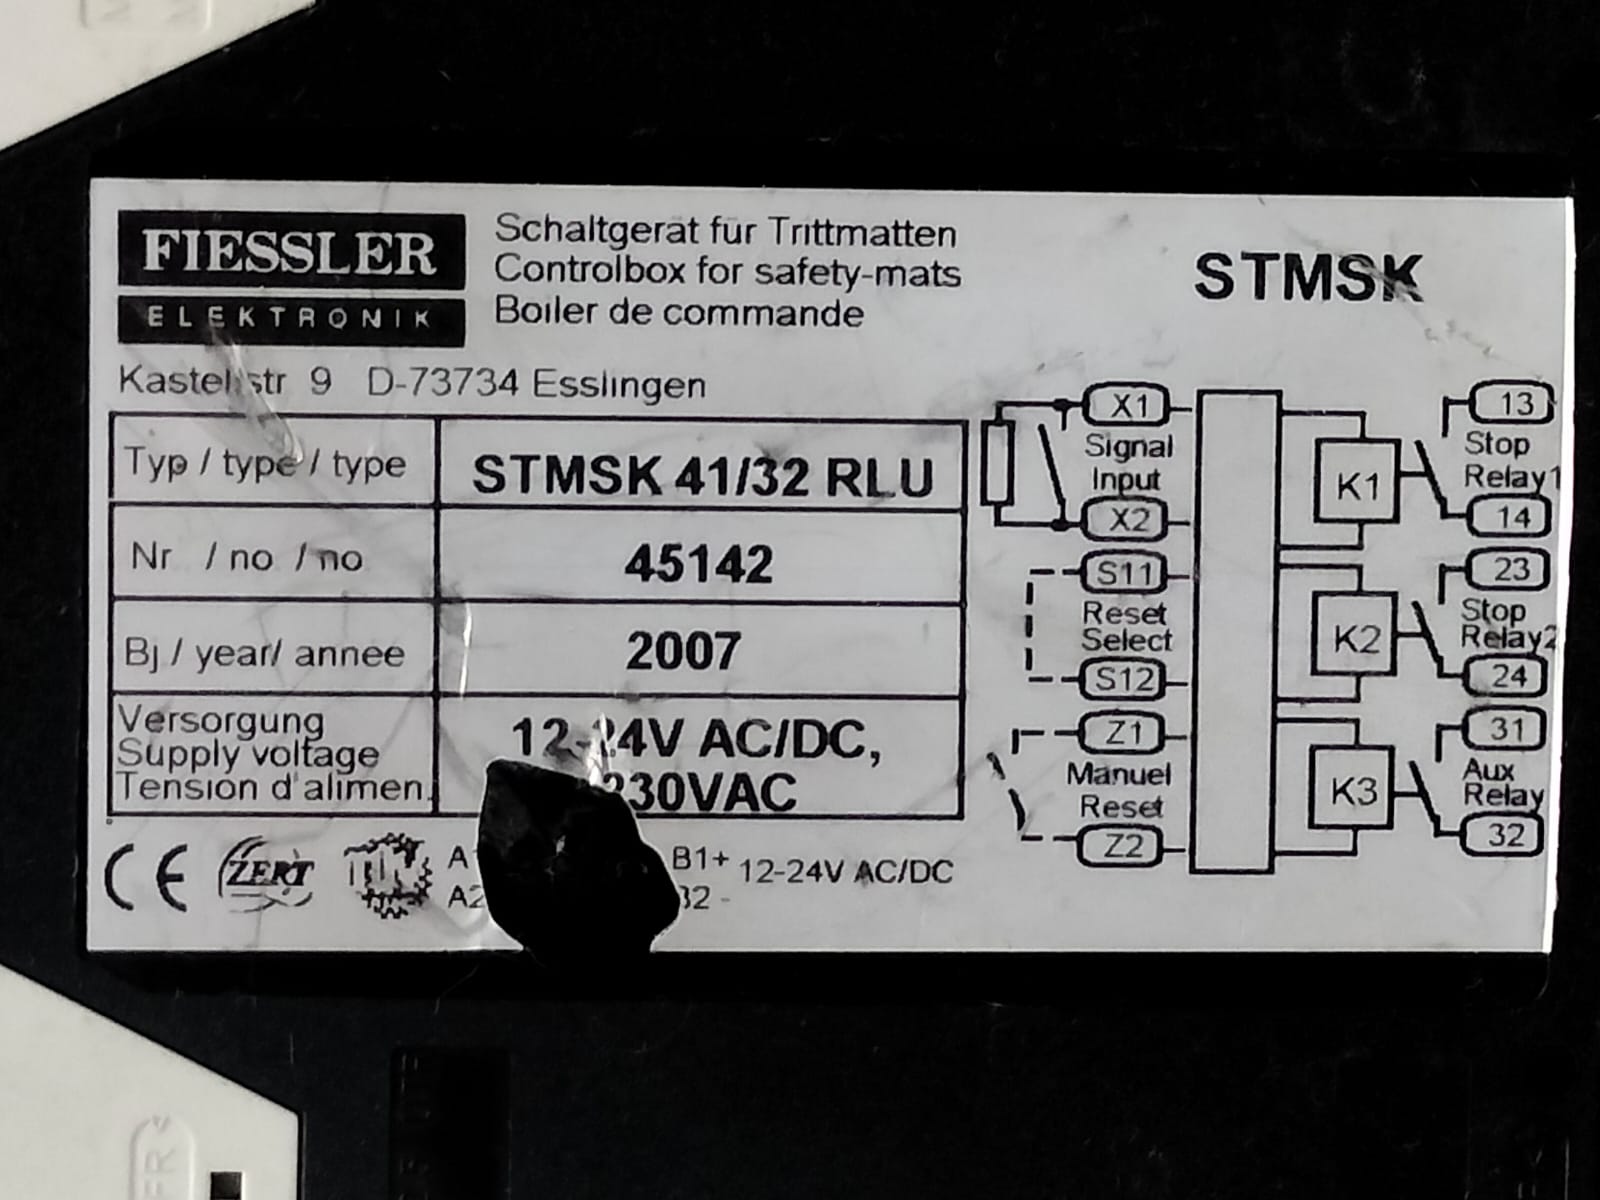 FIESSLER
ELEKTRONIK
Schaltgerät für Trittmatten
Controlbox for safety-mats
Boiler de commande
STMSK
9 D-73734 Esslingen
Typ / type / type
STMSK 41/32 RLU
Nr / no / no
45142
Bj / year/ annee
2007
Versorgung
Supply voltage
Tension d'alimen.
12-24V AC/DC,
230VAC
CE
ZERT
B1+ 12-24V AC/DC
X1
Signal
Input
X2
S11
Reset
Select
S12
Z1
Manuel
Reset
Z2
K1
K2
K3
13
Stop
Relay1
14
23
Stop
Relay2
24
31
Aux
Relay
32